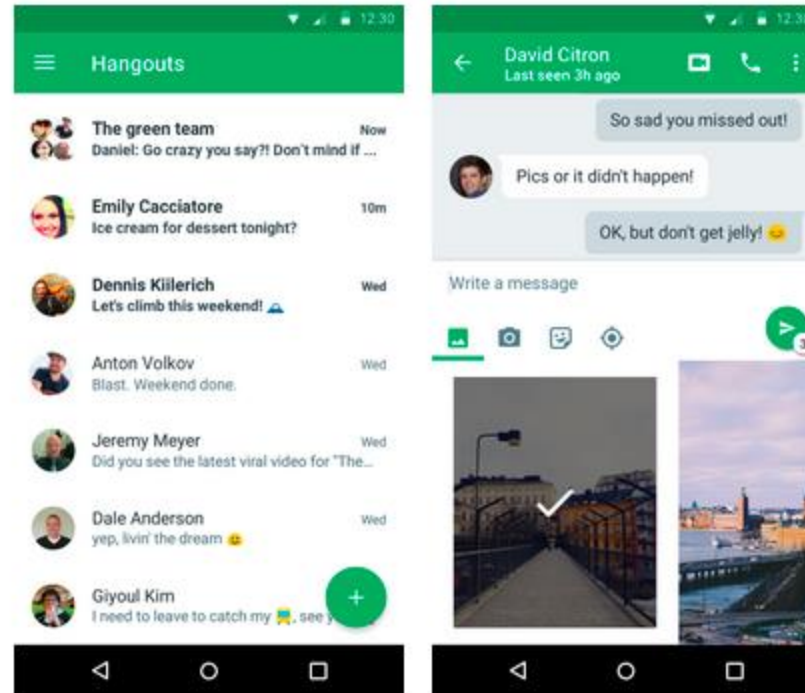 12:30
Hangouts
The green team
Now
Daniel: Go crazy you say?! Don't mind if ...
Emily Cacciatore
10m
Ice cream for dessert tonight?
Dennis Kiilerich
Wed
Let's climb this weekend!
Anton Volkov
Wed
Blast. Weekend done.
Jeremy Meyer
Wed
Did you see the latest viral video for "The...
Dale Anderson
Wed
yep, livin' the dream
Giyoul Kim
I need to leave to catch my , see
12:30
David Citron
Last seen 3h ago
So sad you missed out!
Pics or it didn't happen!
OK, but don't get jelly!
Write a message
3